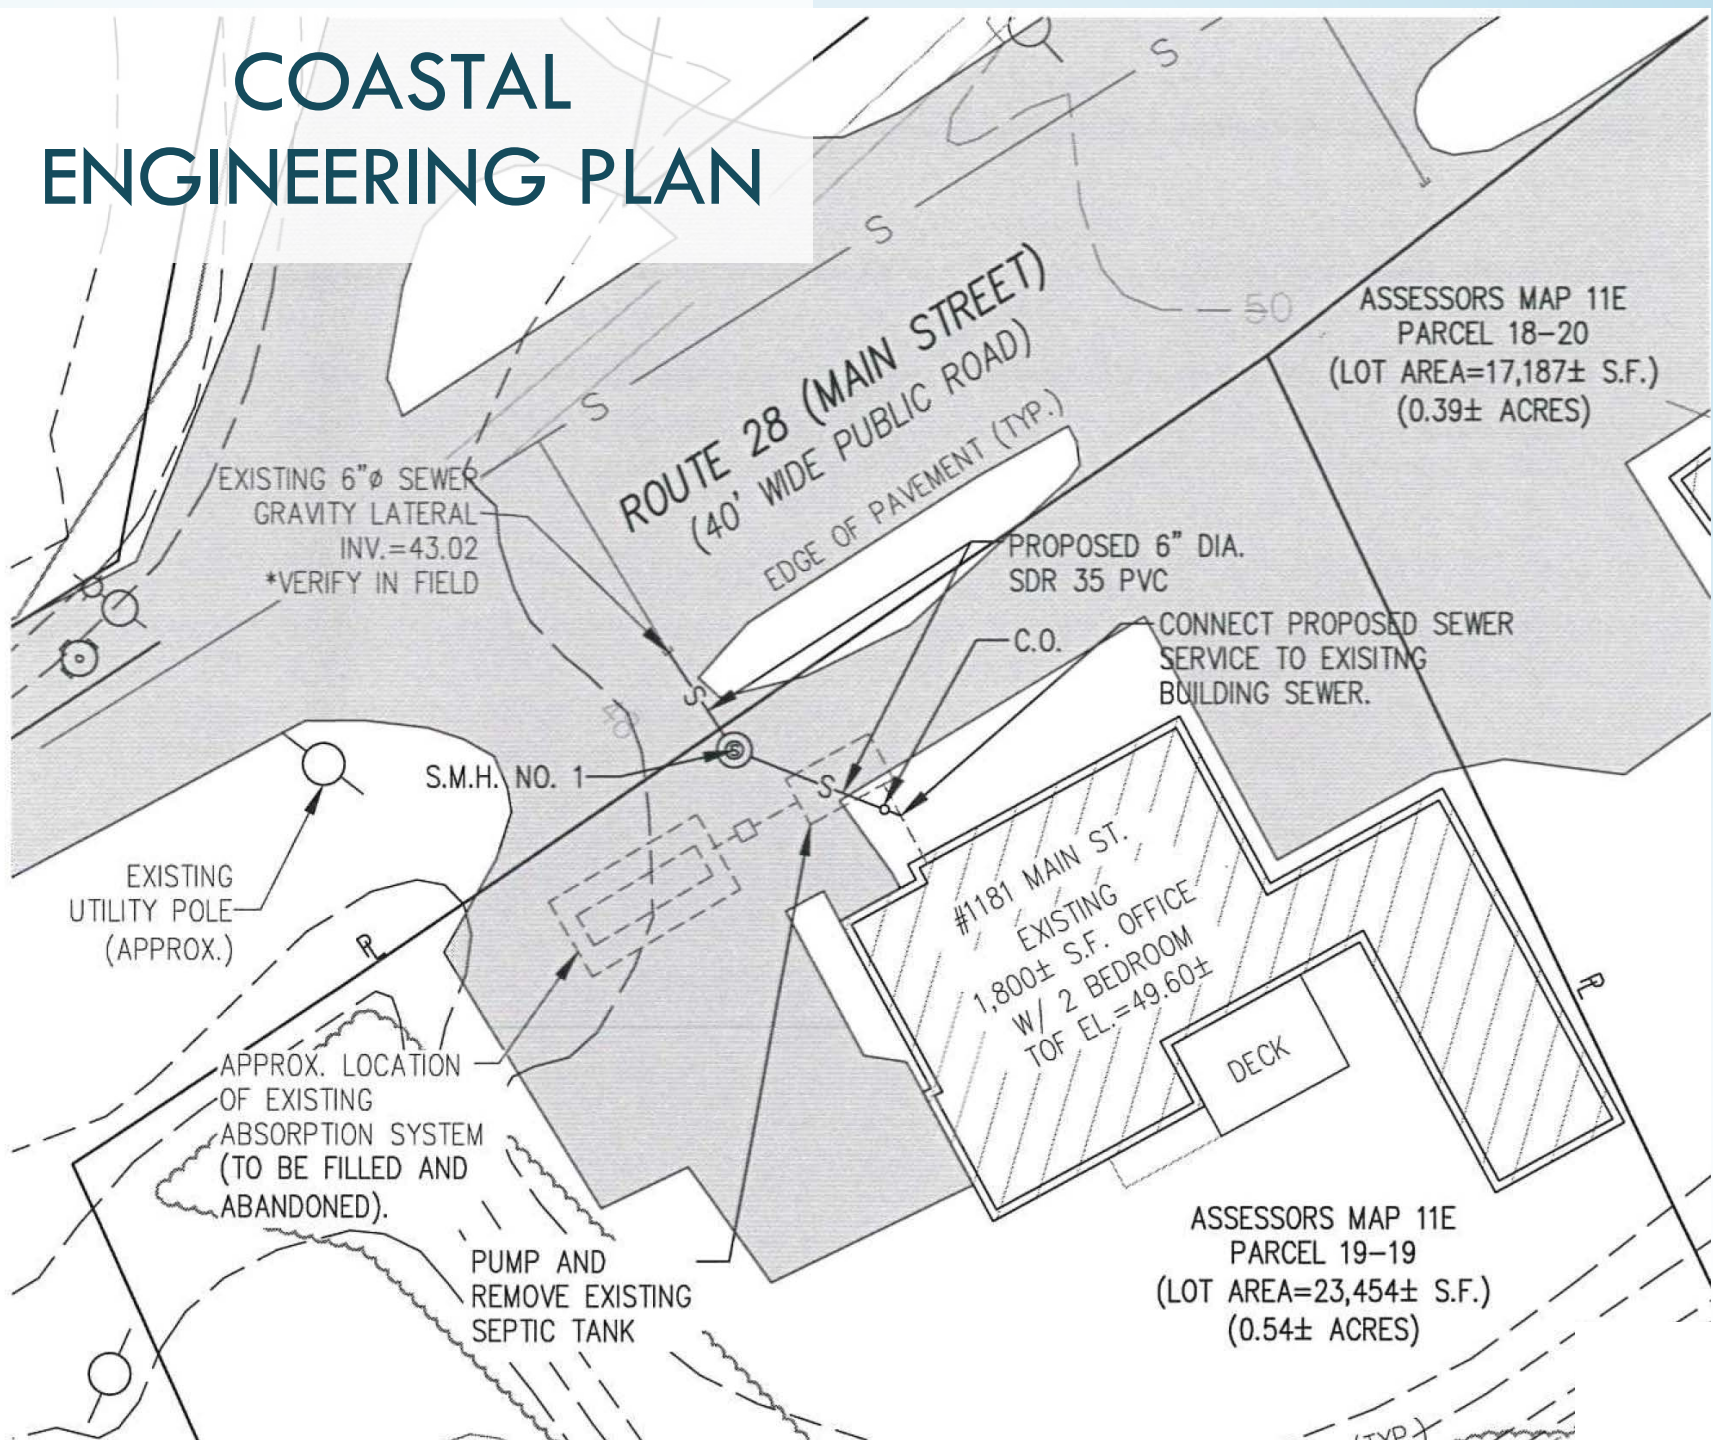 COASTAL
ENGINEERING PLAN
S
S
S
ROUTE 28 (MAIN STREET)
(40' WIDE PUBLIC ROAD)
EDGE OF PAVEMENT (TYP.)
50
ASSESSORS MAP 11E
PARCEL 18-20
(LOT AREA=17,187± S.F.)
(0.39± ACRES)
EXISTING 6"ø SEWER
GRAVITY LATERAL
INV.=43.02
*VERIFY IN FIELD
PROPOSED 6" DIA.
SDR 35 PVC
C.O.
CONNECT PROPOSED SEWER
SERVICE TO EXISITNG
BUILDING SEWER.
S
48
S
S
S.M.H. NO. 1
EXISTING
UTILITY POLE
(APPROX.)
PL
#1181 MAIN ST.
EXISTING
1,800± S.F. OFFICE
W/ 2 BEDROOM
TOF EL.=49.60±
DECK
PL
APPROX. LOCATION
OF EXISTING
ABSORPTION SYSTEM
(TO BE FILLED AND
ABANDONED).
PUMP AND
REMOVE EXISTING
SEPTIC TANK
ASSESSORS MAP 11E
PARCEL 19-19
(LOT AREA=23,454± S.F.)
(0.54± ACRES)